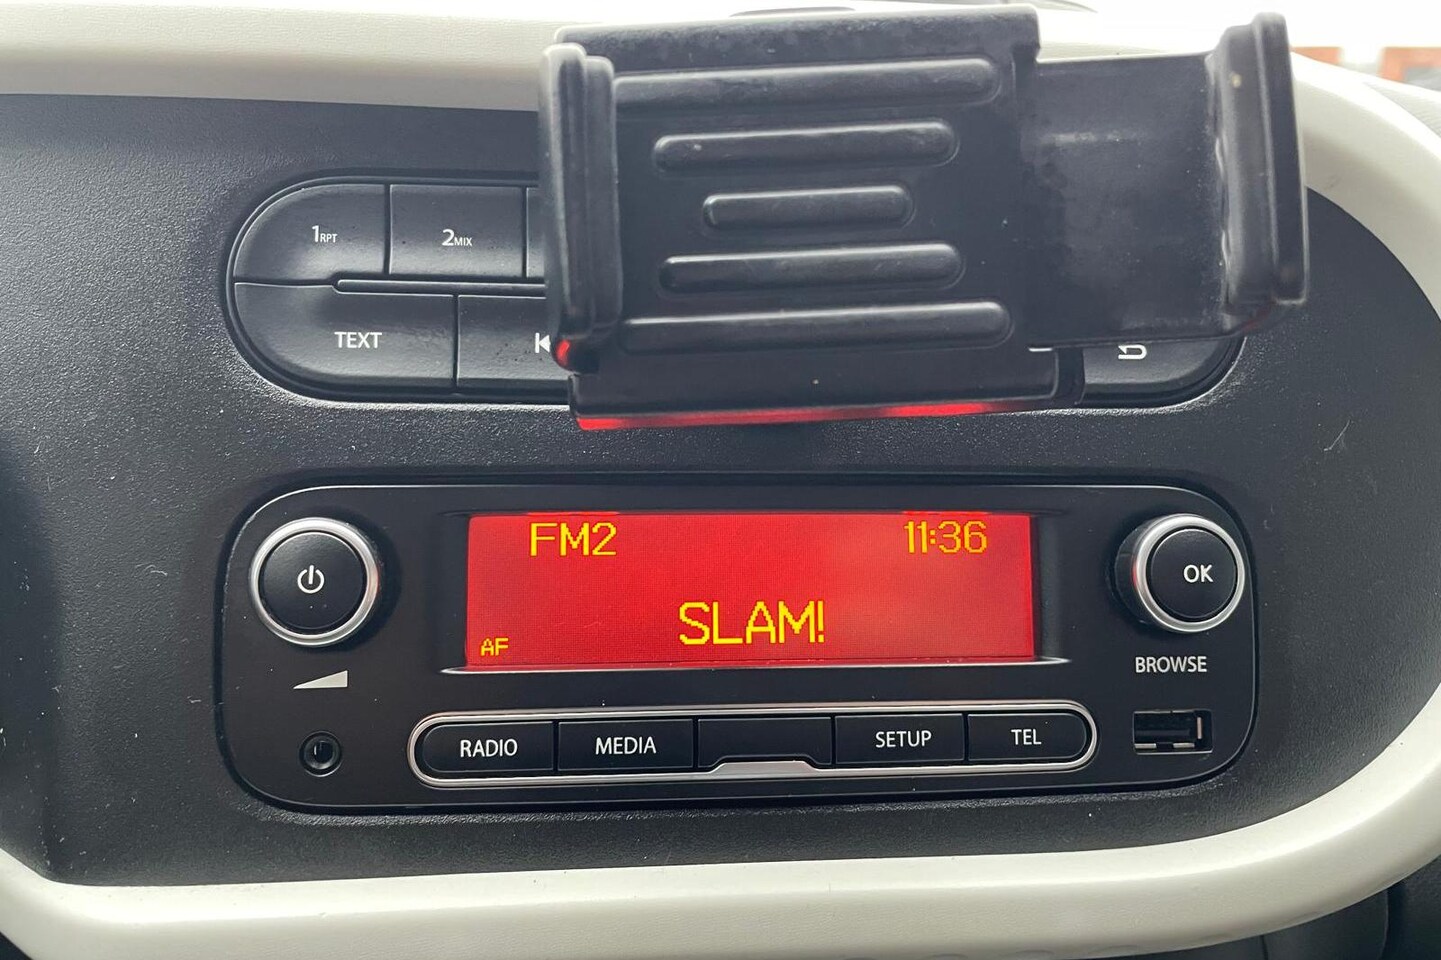 1RPT 2MIX
TEXT
FM2 11:36
SLAM!
AF
OK
BROWSE
RADIO MEDIA SETUP TEL